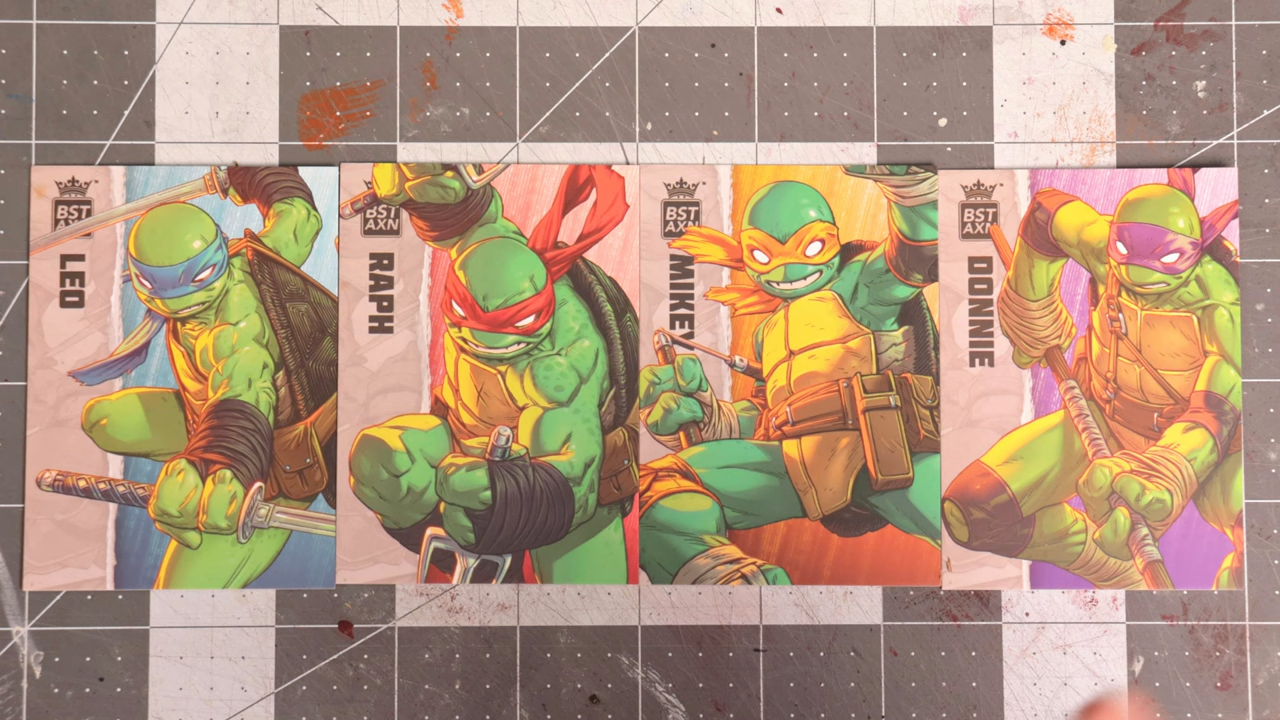 BST
AXN
LEO
BST
AXN
RAPH
BST
AXN
MIKEY
BST
AXN
DONNIE